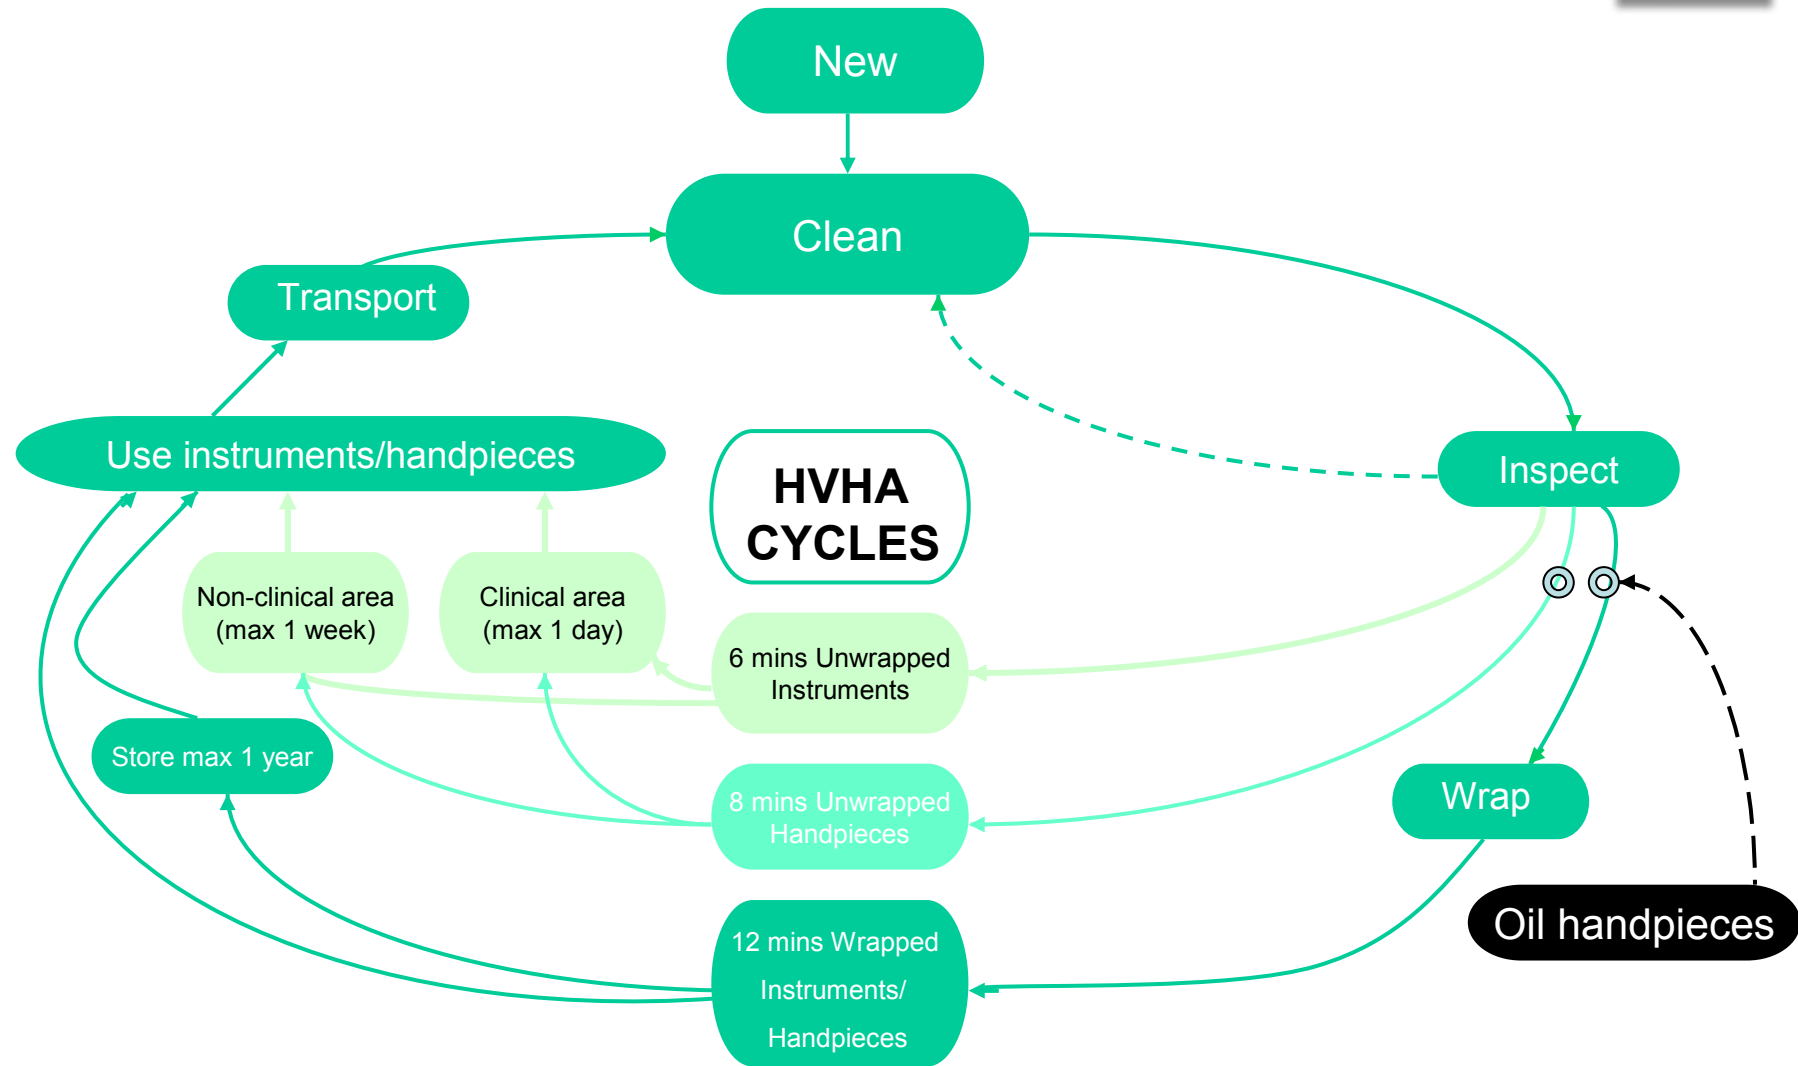 New
Clean
Transport
Use instruments/handpieces
HVHA
CYCLES
Inspect
Non-clinical area
(max 1 week)
Clinical area
(max 1 day)
6 mins Unwrapped
Instruments
Store max 1 year
8 mins Unwrapped
Handpieces
Wrap
Oil handpieces
12 mins Wrapped
Instruments/
Handpieces